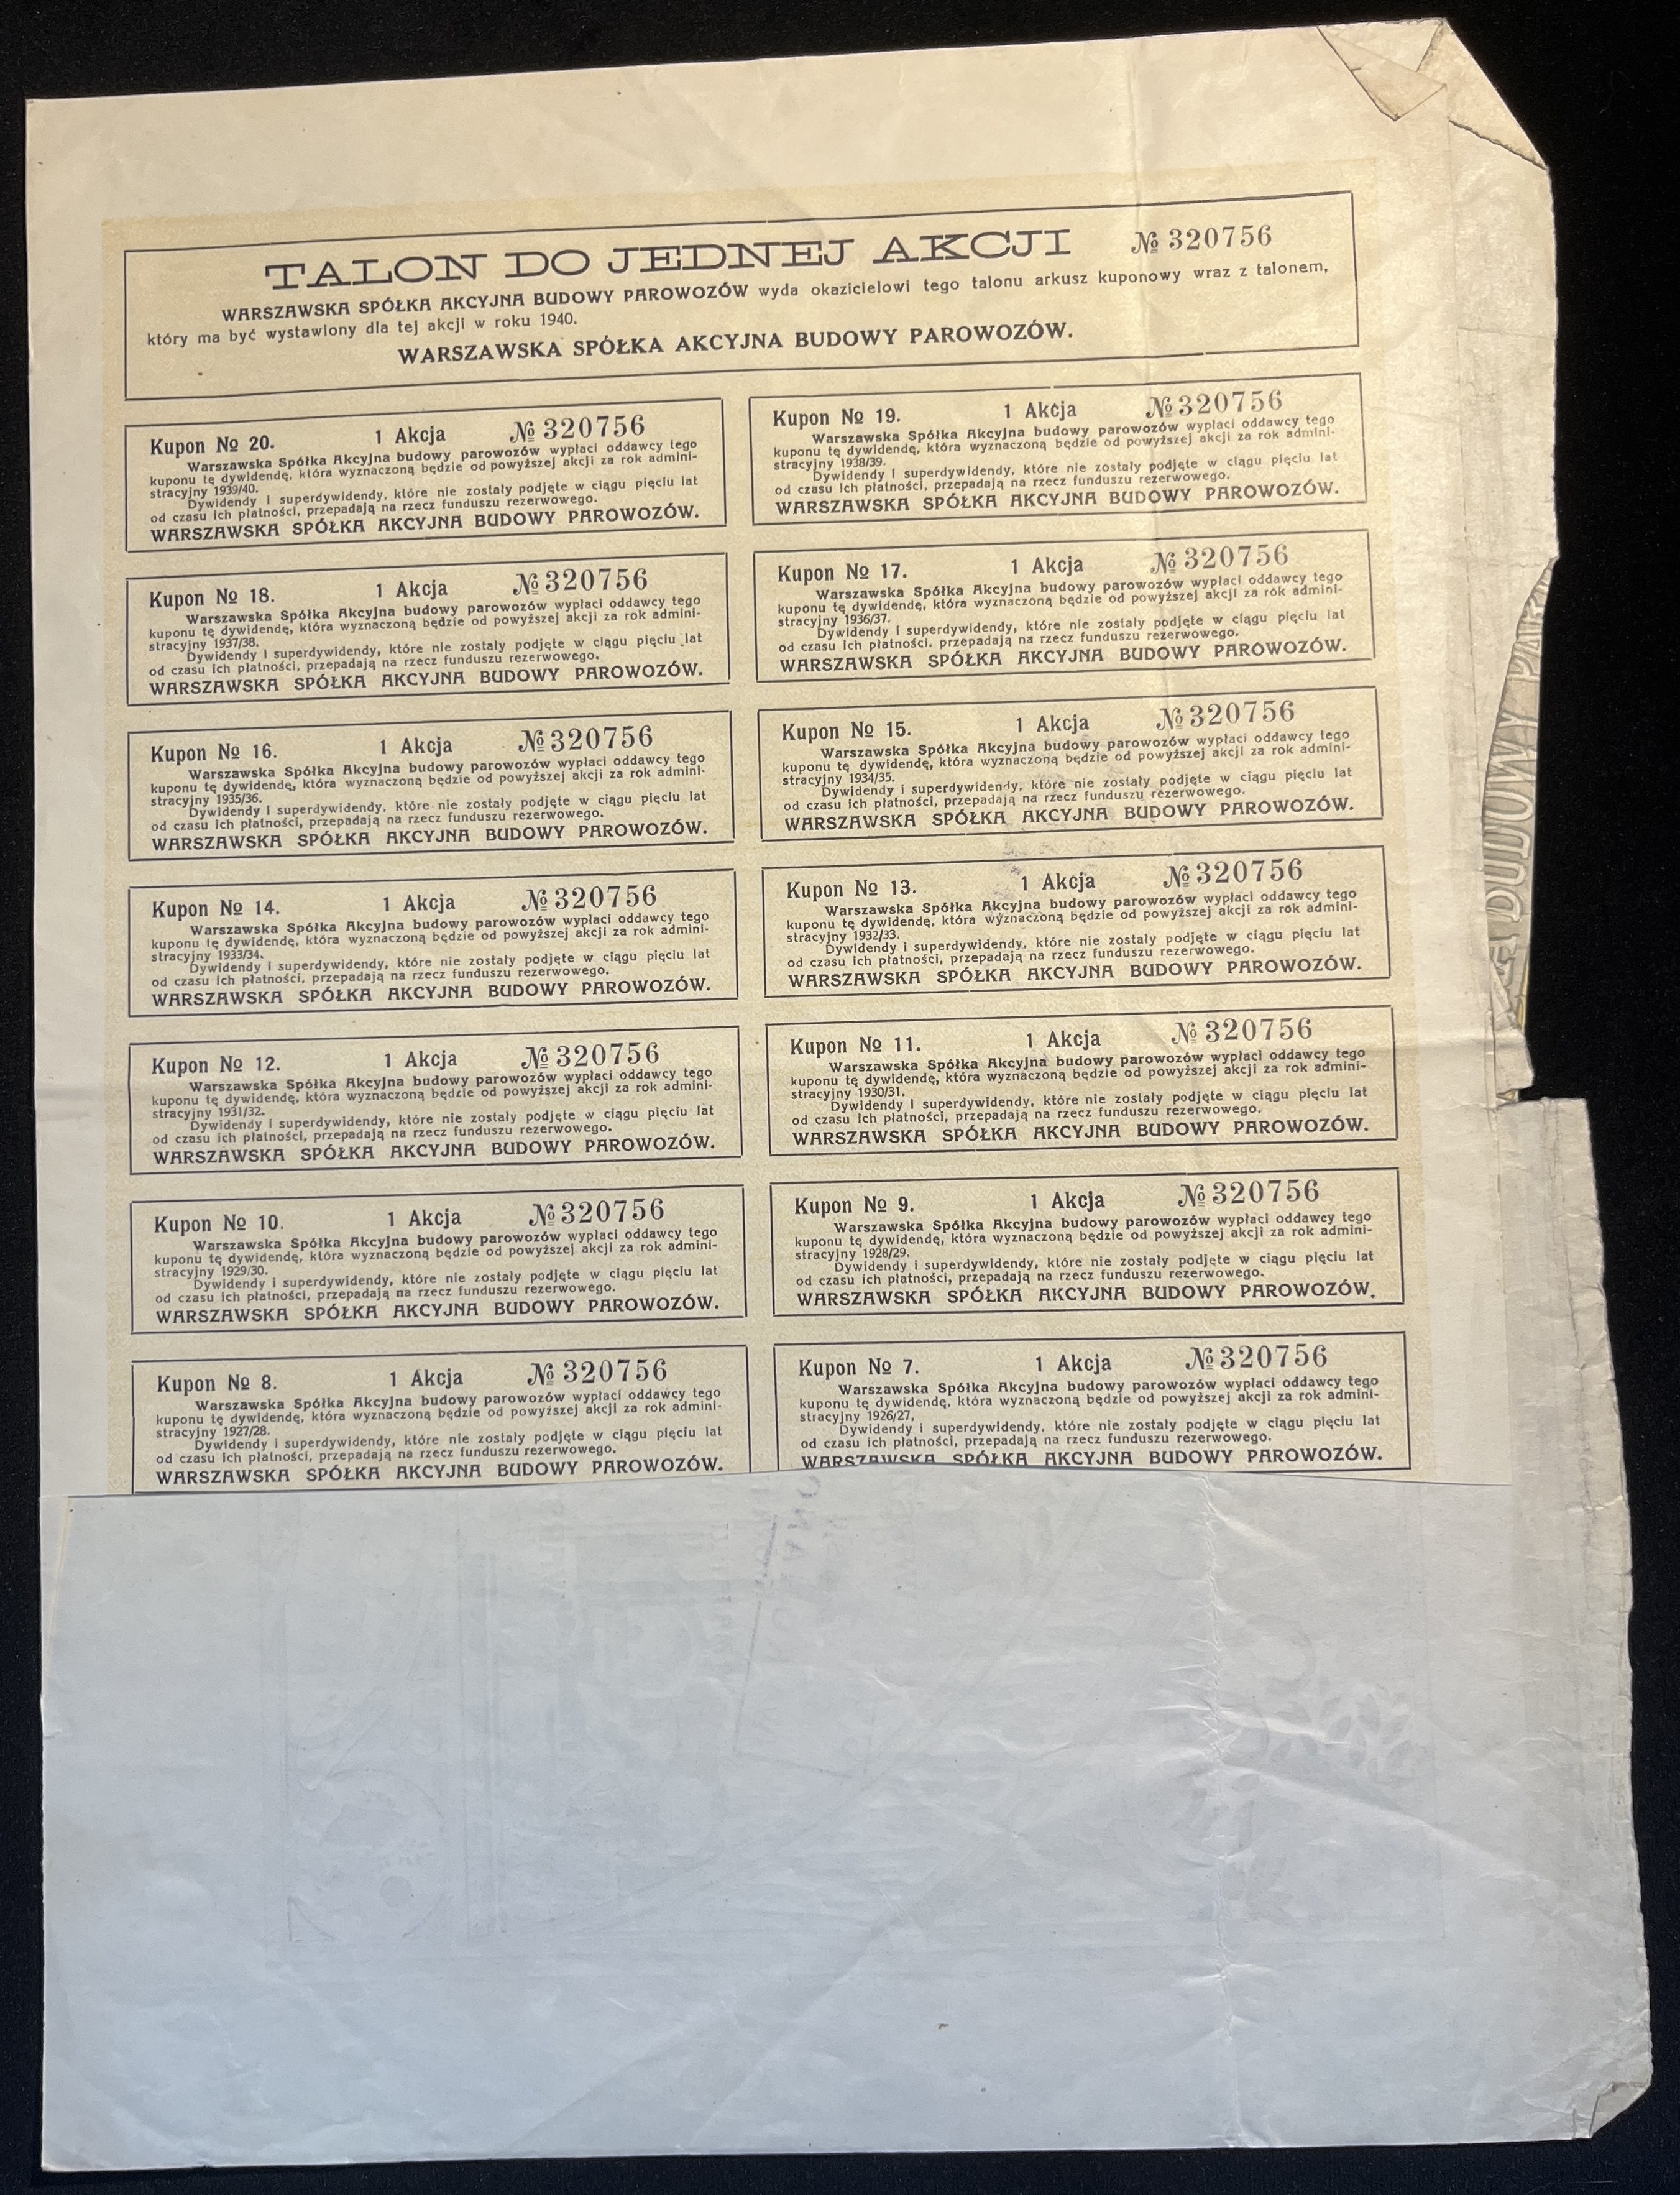 TALON DO JEDNEJ AKCJI № 320756
WARSZAWSKA SPÓŁKA AKCYJNA BUDOWY PAROWOZÓW wyda okazicielowi tego talonu arkusz kuponowy wraz z talonem,
który ma być wystawiony dla tej akcji w roku 1940.
WARSZAWSKA SPÓŁKA AKCYJNA BUDOWY PAROWOZÓW.
Kupon № 20. 1 Akcja № 320756
Warszawska Spółka Akcyjna budowy parowozów wypłaci oddawcy tego
kuponu tę dywidendę, która wyznaczoną będzie od powyższej akcji za rok admini-
stracyjny 1939/40.
Dywidendy i superdywidendy, które nie zostały podjęte w ciągu pięciu lat
od czasu ich płatności, przepadają na rzecz funduszu rezerwowego.
WARSZAWSKA SPÓŁKA AKCYJNA BUDOWY PAROWOZÓW.
Kupon № 19. 1 Akcja № 320756
Warszawska Spółka Akcyjna budowy parowozów wypłaci oddawcy tego
kuponu tę dywidendę, która wyznaczoną będzie od powyższej akcji za rok admini-
stracyjny 1938/39.
Dywidendy i superdywidendy, które nie zostały podjęte w ciągu pięciu lat
od czasu ich płatności, przepadają na rzecz funduszu rezerwowego.
WARSZAWSKA SPÓŁKA AKCYJNA BUDOWY PAROWOZÓW.
Kupon № 18. 1 Akcja № 320756
Warszawska Spółka Akcyjna budowy parowozów wypłaci oddawcy tego
kuponu tę dywidendę, która wyznaczoną będzie od powyższej akcji za rok admini-
stracyjny 1937/38.
Dywidendy i superdywidendy, które nie zostały podjęte w ciągu pięciu lat
od czasu ich płatności, przepadają na rzecz funduszu rezerwowego.
WARSZAWSKA SPÓŁKA AKCYJNA BUDOWY PAROWOZÓW.
Kupon № 17. 1 Akcja № 320756
Warszawska Spółka Akcyjna budowy parowozów wypłaci oddawcy tego
kuponu tę dywidendę, która wyznaczoną będzie od powyższej akcji za rok admini-
stracyjny 1936/37.
Dywidendy i superdywidendy, które nie zostały podjęte w ciągu pięciu lat
od czasu ich płatności, przepadają na rzecz funduszu rezerwowego.
WARSZAWSKA SPÓŁKA AKCYJNA BUDOWY PAROWOZÓW.
Kupon № 16. 1 Akcja № 320756
Warszawska Spółka Akcyjna budowy parowozów wypłaci oddawcy tego
kuponu tę dywidendę, która wyznaczoną będzie od powyższej akcji za rok admini-
stracyjny 1935/36.
Dywidendy i superdywidendy, które nie zostały podjęte w ciągu pięciu lat
od czasu ich płatności, przepadają na rzecz funduszu rezerwowego.
WARSZAWSKA SPÓŁKA AKCYJNA BUDOWY PAROWOZÓW.
Kupon № 15. 1 Akcja № 320756
Warszawska Spółka Akcyjna budowy parowozów wypłaci oddawcy tego
kuponu tę dywidendę, która wyznaczoną będzie od powyższej akcji za rok admini-
stracyjny 1934/35.
Dywidendy i superdywidendy, które nie zostały podjęte w ciągu pięciu lat
od czasu ich płatności, przepadają na rzecz funduszu rezerwowego.
WARSZAWSKA SPÓŁKA AKCYJNA BUDOWY PAROWOZÓW.
Kupon № 14. 1 Akcja № 320756
Warszawska Spółka Akcyjna budowy parowozów wypłaci oddawcy tego
kuponu tę dywidendę, która wyznaczoną będzie od powyższej akcji za rok admini-
stracyjny 1933/34.
Dywidendy i superdywidendy, które nie zostały podjęte w ciągu pięciu lat
od czasu ich płatności, przepadają na rzecz funduszu rezerwowego.
WARSZAWSKA SPÓŁKA AKCYJNA BUDOWY PAROWOZÓW.
Kupon № 13. 1 Akcja № 320756
Warszawska Spółka Akcyjna budowy parowozów wypłaci oddawcy tego
kuponu tę dywidendę, która wyznaczoną będzie od powyższej akcji za rok admini-
stracyjny 1932/33.
Dywidendy i superdywidendy, które nie zostały podjęte w ciągu pięciu lat
od czasu ich płatności, przepadają na rzecz funduszu rezerwowego.
WARSZAWSKA SPÓŁKA AKCYJNA BUDOWY PAROWOZÓW.
Kupon № 12. 1 Akcja № 320756
Warszawska Spółka Akcyjna budowy parowozów wypłaci oddawcy tego
kuponu tę dywidendę, która wyznaczoną będzie od powyższej akcji za rok admini-
stracyjny 1931/32.
Dywidendy i superdywidendy, które nie zostały podjęte w ciągu pięciu lat
od czasu ich płatności, przepadają na rzecz funduszu rezerwowego.
WARSZAWSKA SPÓŁKA AKCYJNA BUDOWY PAROWOZÓW.
Kupon № 11. 1 Akcja № 320756
Warszawska Spółka Akcyjna budowy parowozów wypłaci oddawcy tego
kuponu tę dywidendę, która wyznaczoną będzie od powyższej akcji za rok admini-
stracyjny 1930/31.
Dywidendy i superdywidendy, które nie zostały podjęte w ciągu pięciu lat
od czasu ich płatności, przepadają na rzecz funduszu rezerwowego.
WARSZAWSKA SPÓŁKA AKCYJNA BUDOWY PAROWOZÓW.
Kupon № 10. 1 Akcja № 320756
Warszawska Spółka Akcyjna budowy parowozów wypłaci oddawcy tego
kuponu tę dywidendę, która wyznaczoną będzie od powyższej akcji za rok admini-
stracyjny 1929/30.
Dywidendy i superdywidendy, które nie zostały podjęte w ciągu pięciu lat
od czasu ich płatności, przepadają na rzecz funduszu rezerwowego.
WARSZAWSKA SPÓŁKA AKCYJNA BUDOWY PAROWOZÓW.
Kupon № 9. 1 Akcja № 320756
Warszawska Spółka Akcyjna budowy parowozów wypłaci oddawcy tego
kuponu tę dywidendę, która wyznaczoną będzie od powyższej akcji za rok admini-
stracyjny 1928/29.
Dywidendy i superdywidendy, które nie zostały podjęte w ciągu pięciu lat
od czasu ich płatności, przepadają na rzecz funduszu rezerwowego.
WARSZAWSKA SPÓŁKA AKCYJNA BUDOWY PAROWOZÓW.
Kupon № 8. 1 Akcja № 320756
Warszawska Spółka Akcyjna budowy parowozów wypłaci oddawcy tego
kuponu tę dywidendę, która wyznaczoną będzie od powyższej akcji za rok admini-
stracyjny 1927/28.
Dywidendy i superdywidendy, które nie zostały podjęte w ciągu pięciu lat
od czasu ich płatności, przepadają na rzecz funduszu rezerwowego.
WARSZAWSKA SPÓŁKA AKCYJNA BUDOWY PAROWOZÓW.
Kupon № 7. 1 Akcja № 320756
Warszawska Spółka Akcyjna budowy parowozów wypłaci oddawcy tego
kuponu tę dywidendę, która wyznaczoną będzie od powyższej akcji za rok admini-
stracyjny 1926/27,
Dywidendy i superdywidendy, które nie zostały podjęte w ciągu pięciu lat
od czasu ich płatności, przepadają na rzecz funduszu rezerwowego.
WARSZAWSKA SPÓŁKA AKCYJNA BUDOWY PAROWOZÓW.
BUDOWY